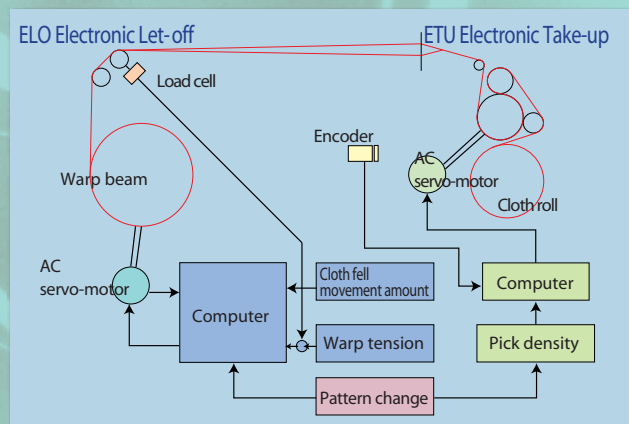 ELO Electronic Let-off
ETU Electronic Take-up
Load cell
Encoder
AC
servo-motor
Warp beam
Cloth roll
AC
servo-motor
Cloth fell
movement amount
Computer
Computer
Warp tension
Pick density
Pattern change